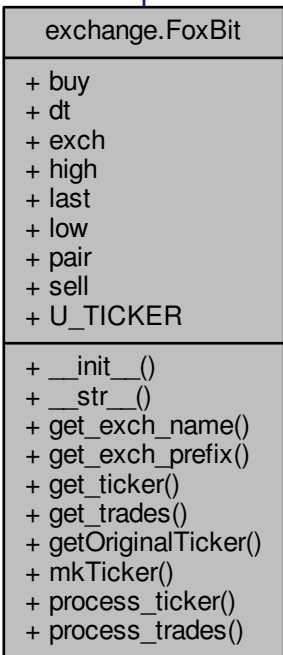 exchange.FoxBit
+ buy
+ dt
+ exch
+ high
+ last
+ low
+ pair
+ sell
+ U_TICKER
+ __init__()
+ __str__()
+ get_exch_name()
+ get_exch_prefix()
+ get_ticker()
+ get_trades()
+ getOriginalTicker()
+ mkTicker()
+ process_ticker()
+ process_trades()